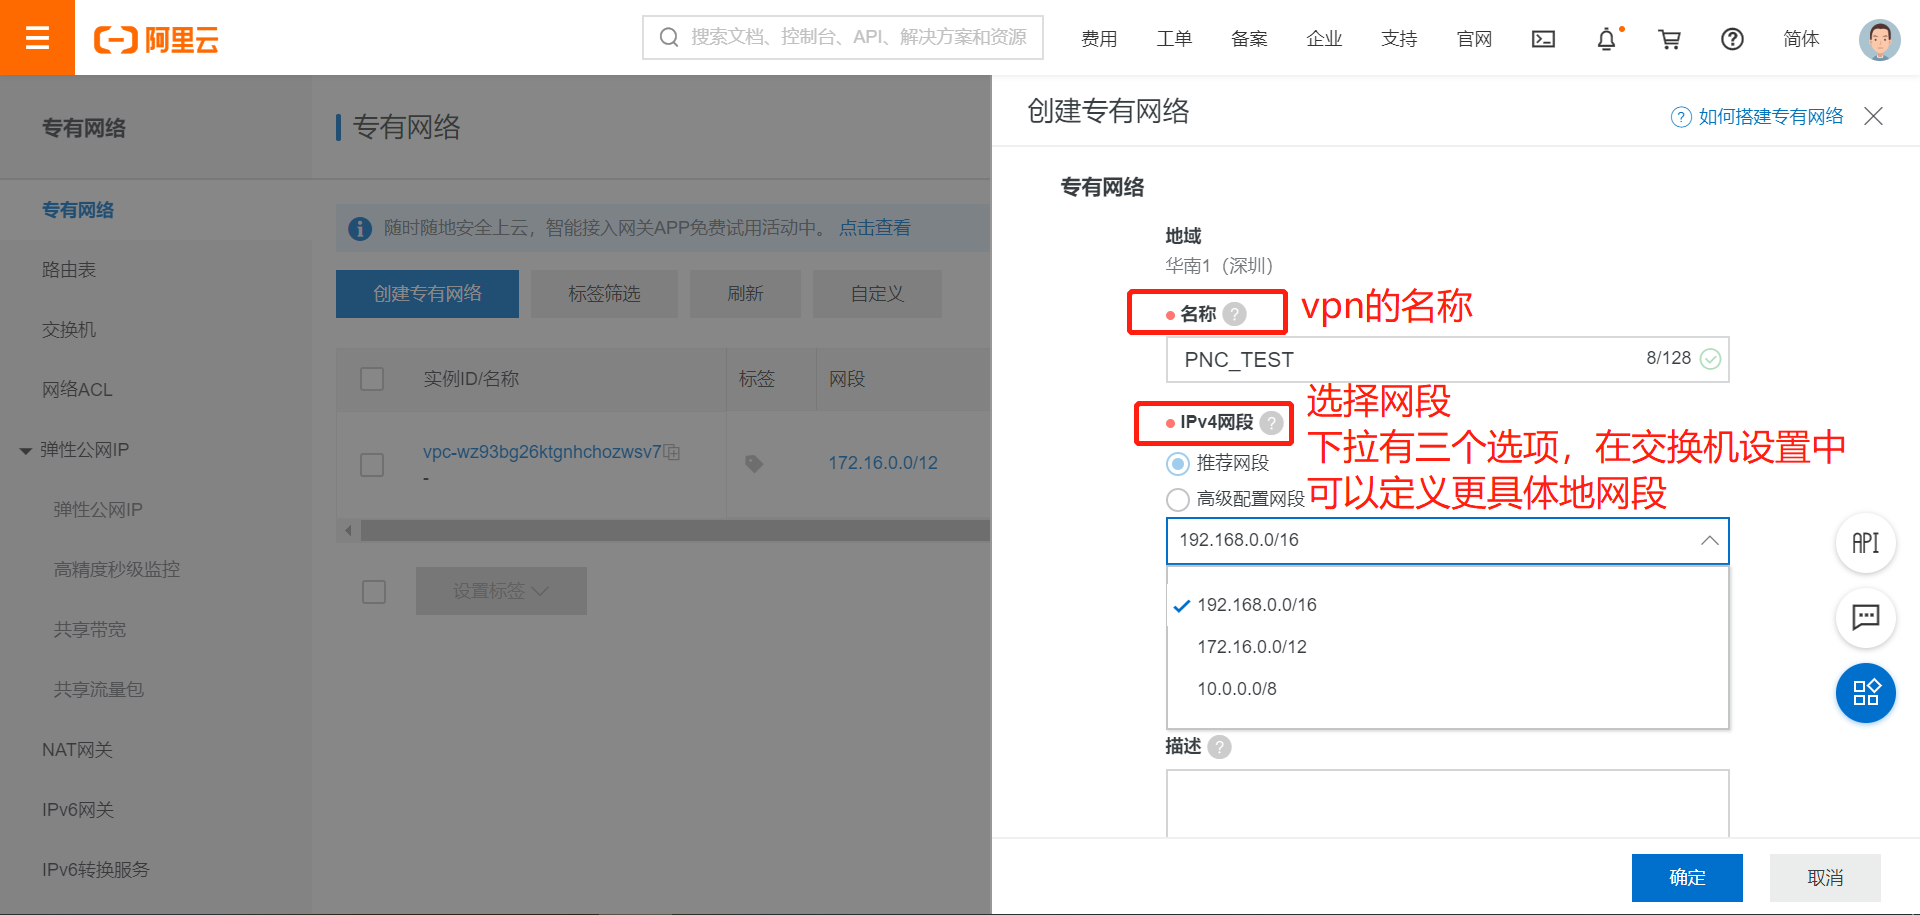 阿里云
搜索文档、控制台、API、解决方案和资源
费用
工单
备案
企业
支持
官网
简体
专有网络
专有网络
路由表
交换机
网络ACL
弹性公网IP
弹性公网IP
高精度秒级监控
共享带宽
共享流量包
NAT网关
IPv6网关
IPv6转换服务
专有网络
随时随地安全上云，智能接入网关APP免费试用活动中。 点击查看
创建专有网络
标签筛选
刷新
自定义
实例ID/名称
标签
网段
vpc-wz93bg26ktgnhchozwsv7
-
172.16.0.0/12
设置标签
创建专有网络
如何搭建专有网络
专有网络
地域
华南1（深圳）
名称
vpn的名称
PNC_TEST
8/128
IPv4网段
选择网段
下拉有三个选项，在交换机设置中
可以定义更具体地网段
推荐网段
高级配置网段
192.168.0.0/16
192.168.0.0/16
172.16.0.0/12
10.0.0.0/8
描述
API
确定
取消